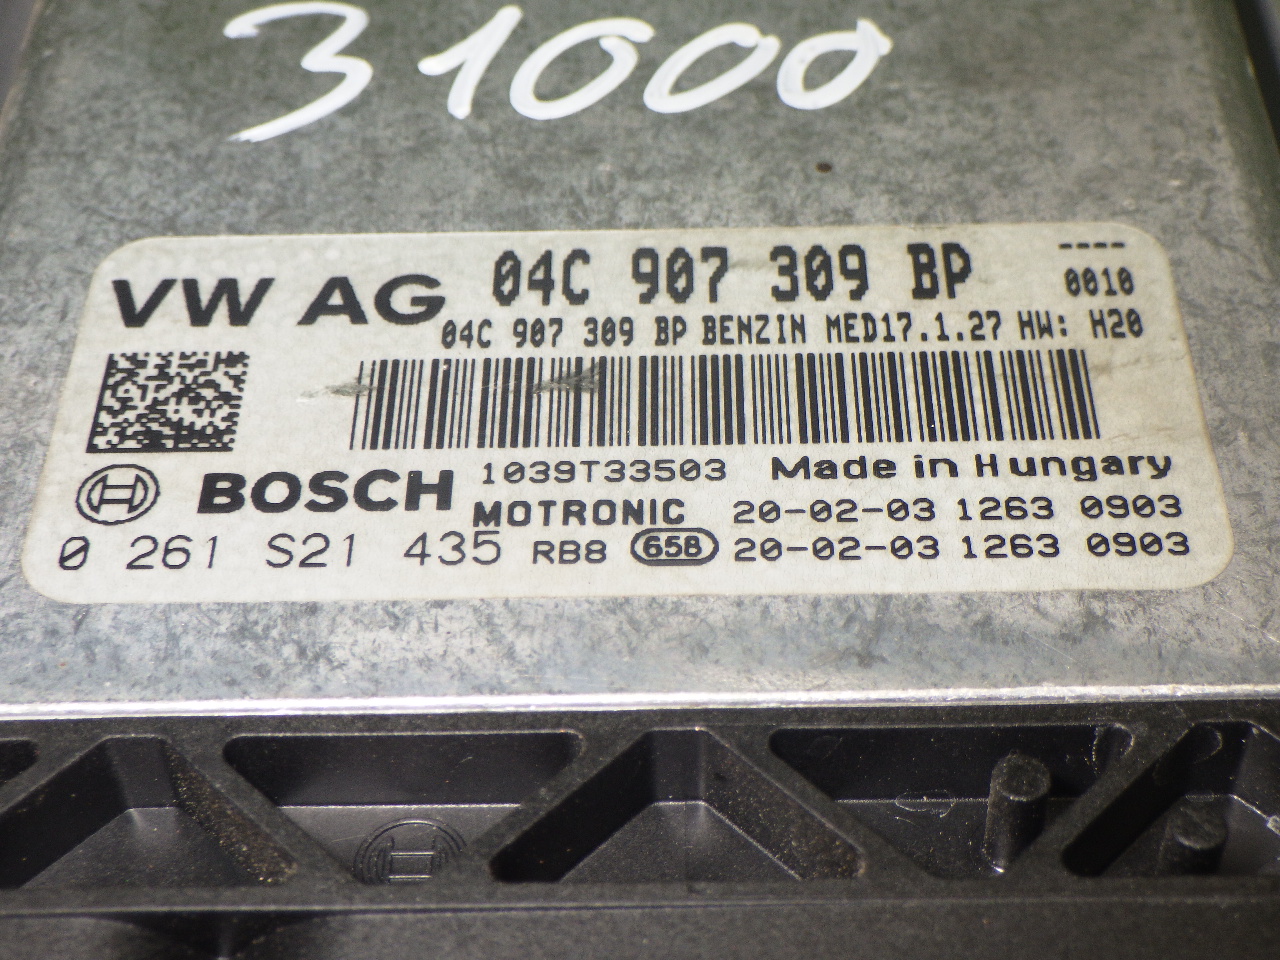 31000
VW AG 04C 907 309 BP ----
0010
04C 907 309 BP BENZIN MED17.1.27 HW: H20
1039T33503 Made in Hungary
BOSCH MOTRONIC 20-02-03 1263 0903
0 261 S21 435 RB8 658 20-02-03 1263 0903